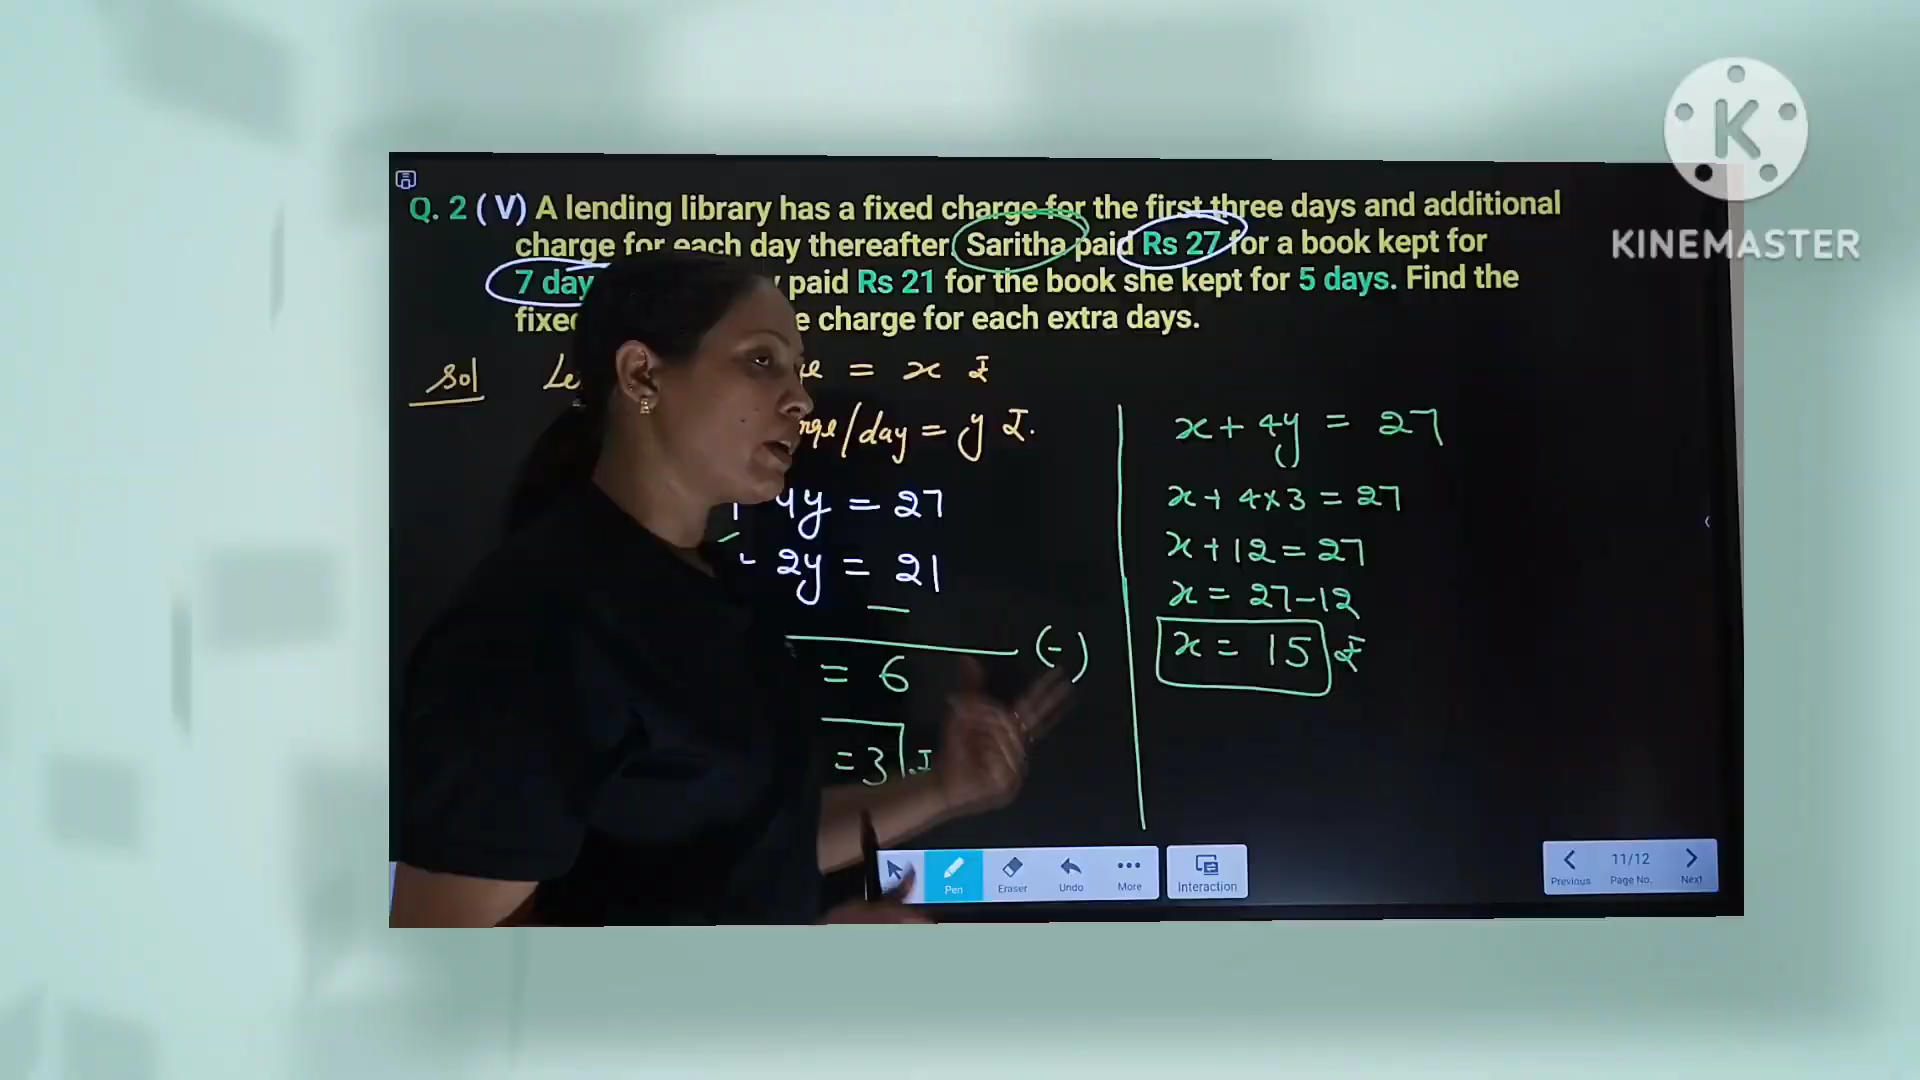 KINEMASTER
Q. 2 ( V) A lending library has a fixed charge for the first three days and additional
charge for each day thereafter. Saritha paid Rs 27 for a book kept for
7 day paid Rs 21 for the book she kept for 5 days. Find the
fixed charge for each extra days.
Sol Le = x ₹
/day = y ₹.
4y = 27
2y = 21
(-)
= 6
= 3 ₹
x + 4y = 27
x + 4×3 = 27
x + 12 = 27
x = 27-12
x = 15 ₹
Pen Eraser Undo More Interaction
Previous 11/12 Page No. Next